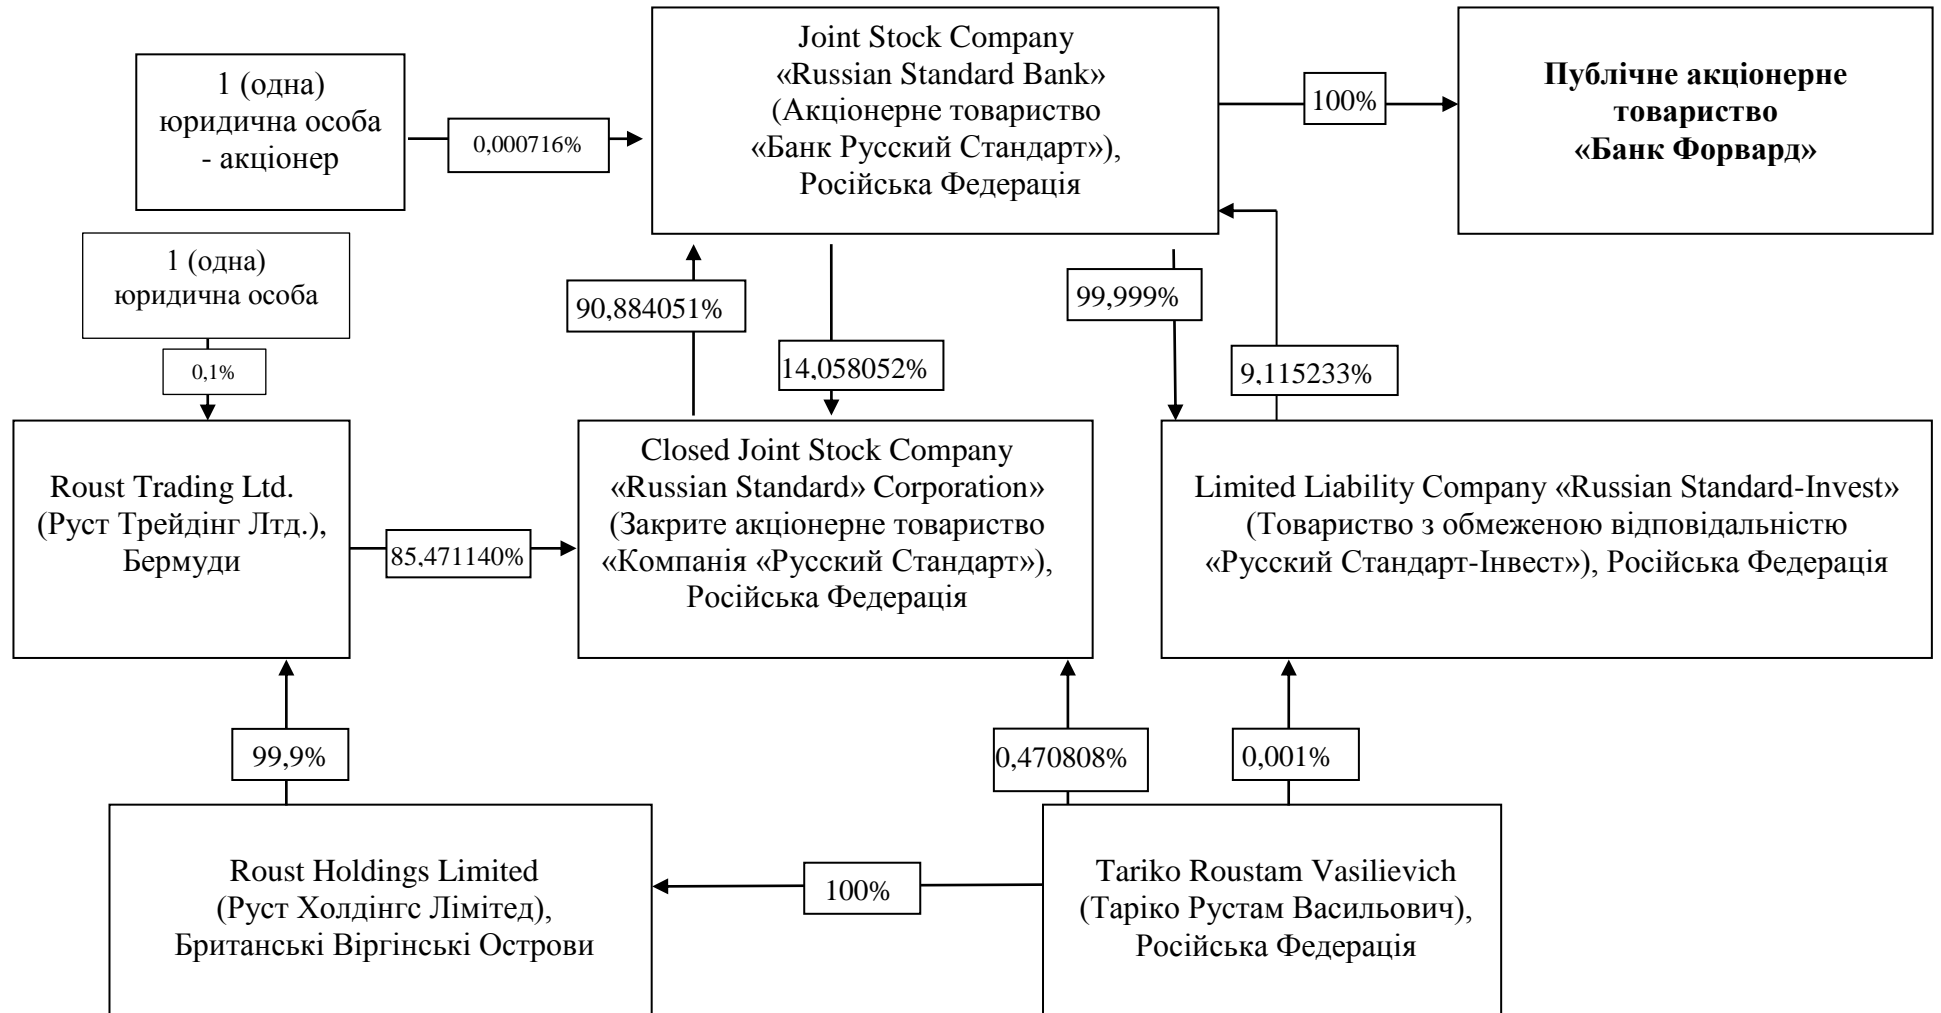 Joint Stock Company
«Russian Standard Bank»
(Акціонерне товариство
«Банк Русский Стандарт»),
Російська Федерація
1 (одна)
юридична особа
- акціонер
0,000716%
100%
Публічне акціонерне
товариство
«Банк Форвард»
1 (одна)
юридична особа
0,1%
90,884051%
14,058052%
99,999%
9,115233%
Roust Trading Ltd.
(Руст Трейдінг Лтд.),
Бермуди
85,471140%
Closed Joint Stock Company
«Russian Standard» Corporation»
(Закрите акціонерне товариство
«Компанія «Русский Стандарт»),
Російська Федерація
Limited Liability Company «Russian Standard-Invest»
(Товариство з обмеженою відповідальністю
«Русский Стандарт-Інвест»), Російська Федерація
99,9%
0,470808%
0,001%
Roust Holdings Limited
(Руст Холдінгс Лімітед),
Британські Віргінські Острови
100%
Tariko Roustam Vasilievich
(Таріко Рустам Васильович),
Російська Федерація